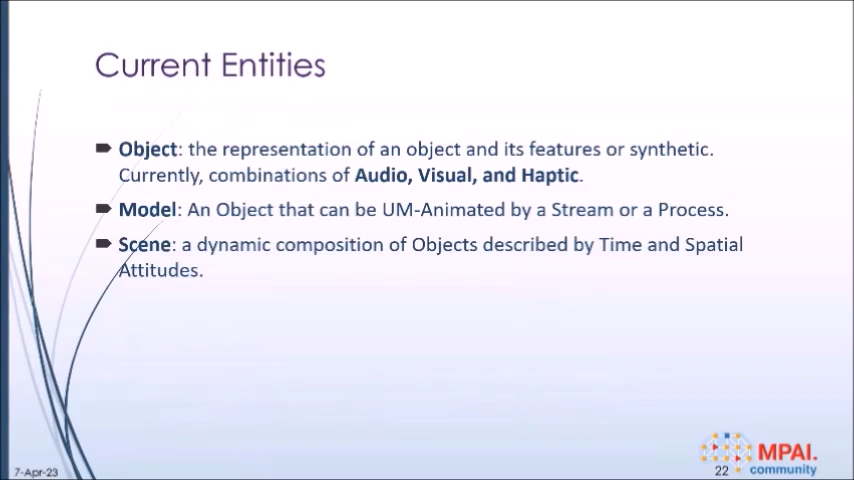 Current Entities
Object: the representation of an object and its features or synthetic.
Currently, combinations of Audio, Visual, and Haptic.
Model: An Object that can be UM-Animated by a Stream or a Process.
Scene: a dynamic composition of Objects described by Time and Spatial
Attitudes.
7-Apr-23
22
MPAI.
community